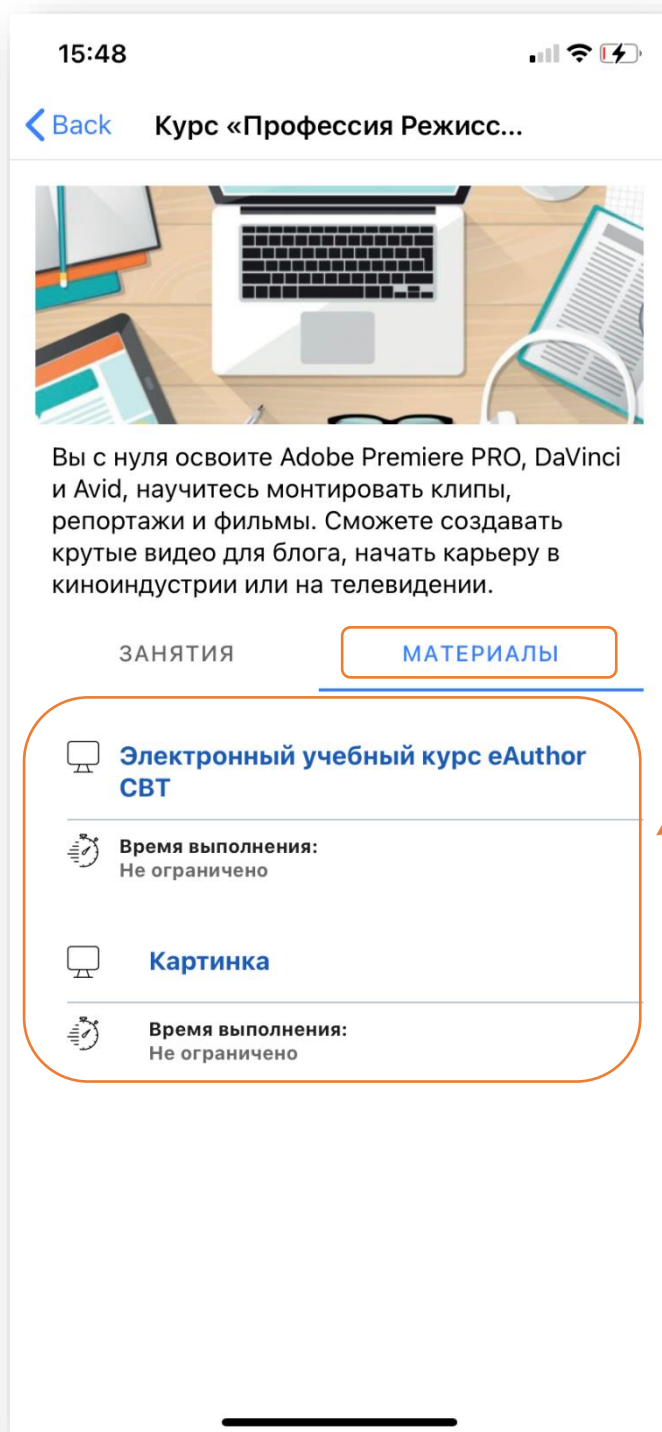 15:48
Back Курс «Профессия Режисс...
Вы с нуля освоите Adobe Premiere PRO, DaVinci
и Avid, научитесь монтировать клипы,
репортажи и фильмы. Сможете создавать
крутые видео для блога, начать карьеру в
киноиндустрии или на телевидении.
ЗАНЯТИЯ МАТЕРИАЛЫ
Электронный учебный курс eAuthor
CBT
Время выполнения:
Не ограничено
Картинка
Время выполнения:
Не ограничено